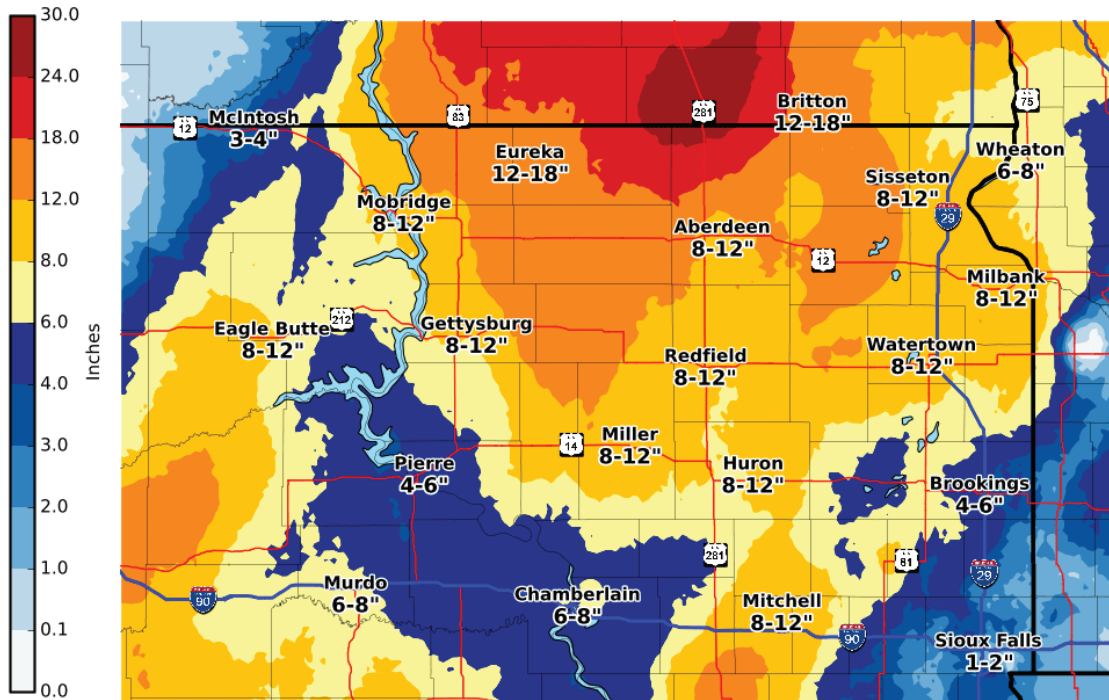 30.0
24.0
18.0
12.0
8.0
6.0
4.0
3.0
2.0
1.0
0.1
0.0
Inches
McIntosh
3-4"
12
83
281
Britton
12-18"
75
Eureka
12-18"
Wheaton
6-8"
Sisseton
8-12"
29
Mobridge
8-12"
Aberdeen
8-12"
12
Milbank
8-12"
212
Eagle Butte
8-12"
Gettysburg
8-12"
Redfield
8-12"
Watertown
8-12"
14
Miller
8-12"
Pierre
4-6"
Huron
8-12"
Brookings
4-6"
281
81
29
90
Murdo
6-8"
Chamberlain
6-8"
Mitchell
8-12"
90
Sioux Falls
1-2"